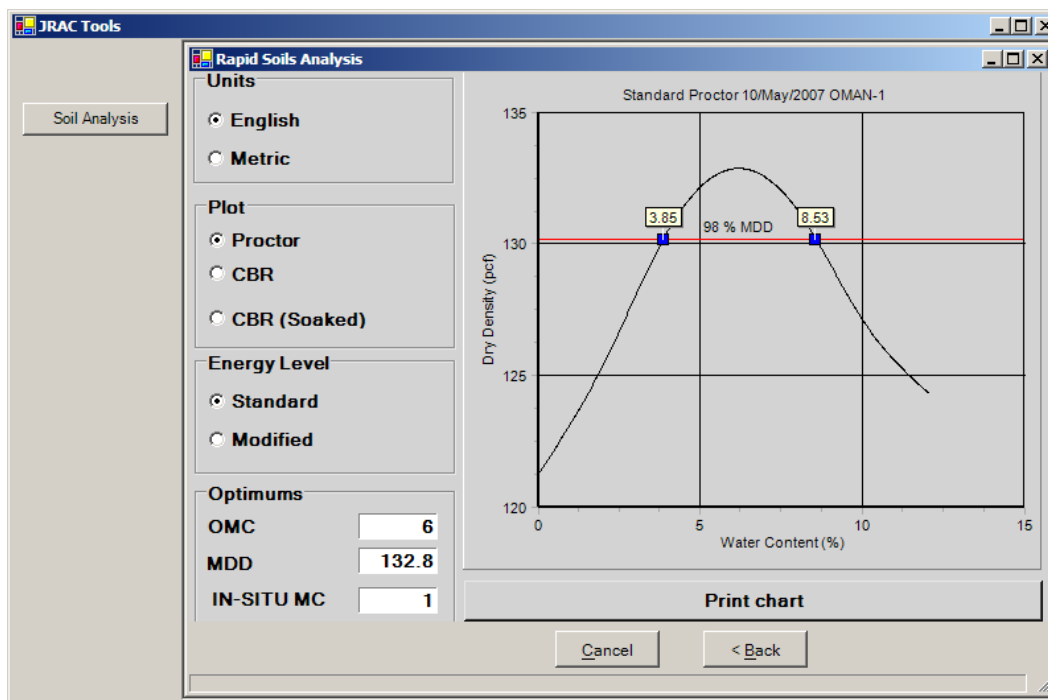 JRAC Tools
Soil Analysis
Rapid Soils Analysis
Units
English
Metric
Plot
Proctor
CBR
CBR (Soaked)
Energy Level
Standard
Modified
Optimums
OMC 6
MDD 132.8
IN-SITU MC 1
Standard Proctor 10/May/2007 OMAN-1
135
130
125
120
Dry Density (pcf)
3.85
98 % MDD
8.53
0 5 10 15
Water Content (%)
Print chart
Cancel
< Back